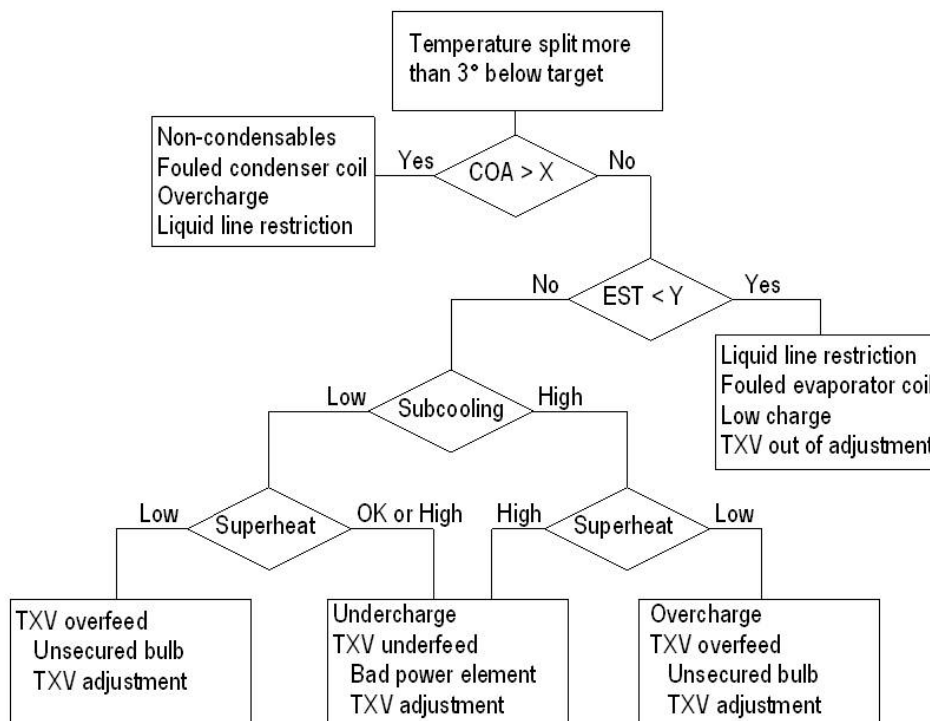 Temperature split more
than 3° below target
Non-condensables
Fouled condenser coil
Overcharge
Liquid line restriction
Yes
COA > X
No
No
EST < Y
Yes
Liquid line restriction
Fouled evaporator coil
Low charge
TXV out of adjustment
Low
Subcooling
High
Low
Superheat
OK or High
High
Superheat
Low
TXV overfeed
Unsecured bulb
TXV adjustment
Undercharge
TXV underfeed
Bad power element
TXV adjustment
Overcharge
TXV overfeed
Unsecured bulb
TXV adjustment